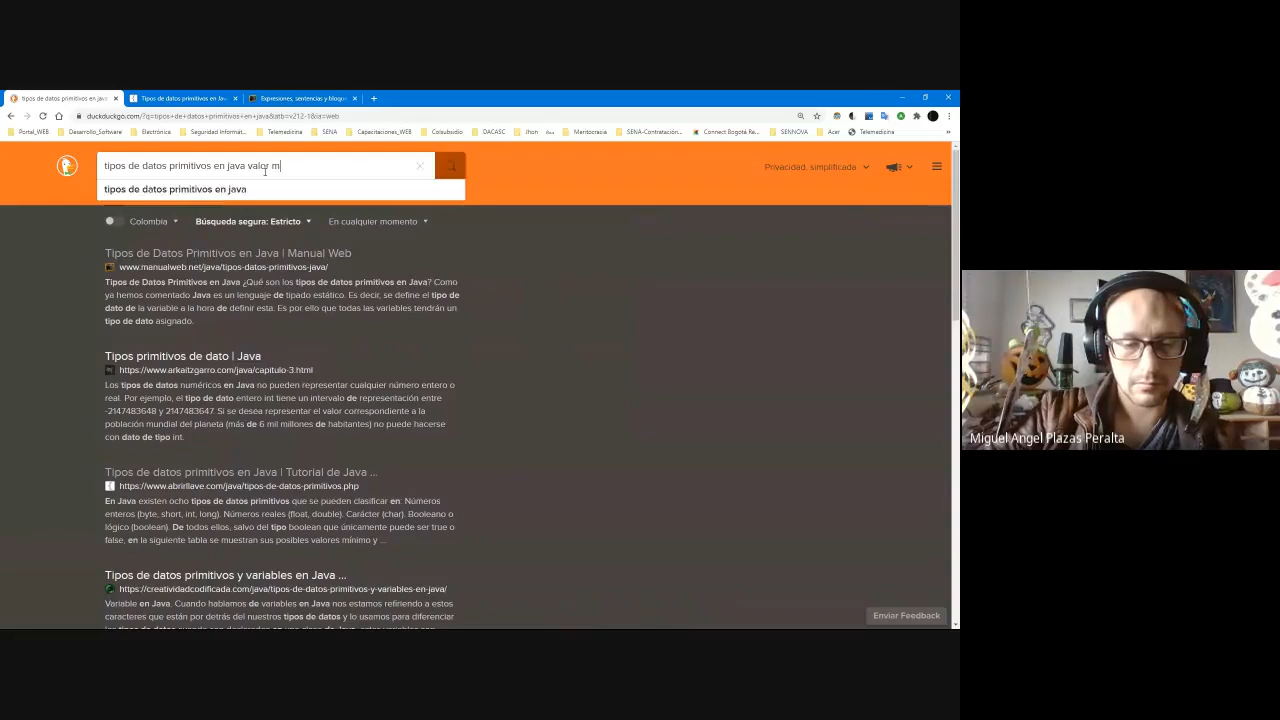 tipos de datos primitivos en java
Tipos de datos primitivos en Jav
Expresiones, sentencias y bloque
duckduckgo.com/?q=tipos+de+datos+primitivos+en+java&atb=v212-1&ia=web
Portal_WEB
Desarrollo_Software
Electrónica
Seguridad Informát...
Telemedicina
SENA
Capacitaciones_WEB
Colsubsidio
DACASC
Jhon
Meritocracia
SENA-Contratación...
Connect Bogotá Re...
SENNOVA
Acer
Telemedicina
tipos de datos primitivos en java valor m
Privacidad, simplificada
tipos de datos primitivos en java
Colombia
Búsqueda segura: Estricto
En cualquier momento
Tipos de Datos Primitivos en Java | Manual Web
www.manualweb.net/java/tipos-datos-primitivos-java/
Tipos de Datos Primitivos en Java ¿Qué son los tipos de datos primitivos en Java? Como
ya hemos comentado Java es un lenguaje de tipado estático. Es decir, se define el tipo de
dato de la variable a la hora de definir esta. Es por ello que todas las variables tendrán un
tipo de dato asignado.
Tipos primitivos de dato | Java
https://www.arkaitzgarro.com/java/capitulo-3.html
Los tipos de datos numéricos en Java no pueden representar cualquier número entero o
real. Por ejemplo, el tipo de dato entero int tiene un intervalo de representación entre
-2147483648 y 2147483647. Si se desea representar el valor correspondiente a la
población mundial del planeta (más de 6 mil millones de habitantes) no puede hacerse
con dato de tipo int.
Tipos de datos primitivos en Java | Tutorial de Java ...
https://www.abrirllave.com/java/tipos-de-datos-primitivos.php
En Java existen ocho tipos de datos primitivos que se pueden clasificar en: Números
enteros (byte, short, int, long). Números reales (float, double). Carácter (char). Booleano o
lógico (boolean). De todos ellos, salvo del tipo boolean que únicamente puede ser true o
false, en la siguiente tabla se muestran sus posibles valores mínimo y ...
Tipos de datos primitivos y variables en Java ...
https://creatividadcodificada.com/java/tipos-de-datos-primitivos-y-variables-en-java/
Variable en Java. Cuando hablamos de variables en Java nos estamos refiriendo a estos
caracteres que están por detrás del nuestros tipos de datos y lo usamos para diferenciar
Enviar Feedback
Miguel Angel Plazas Peralta